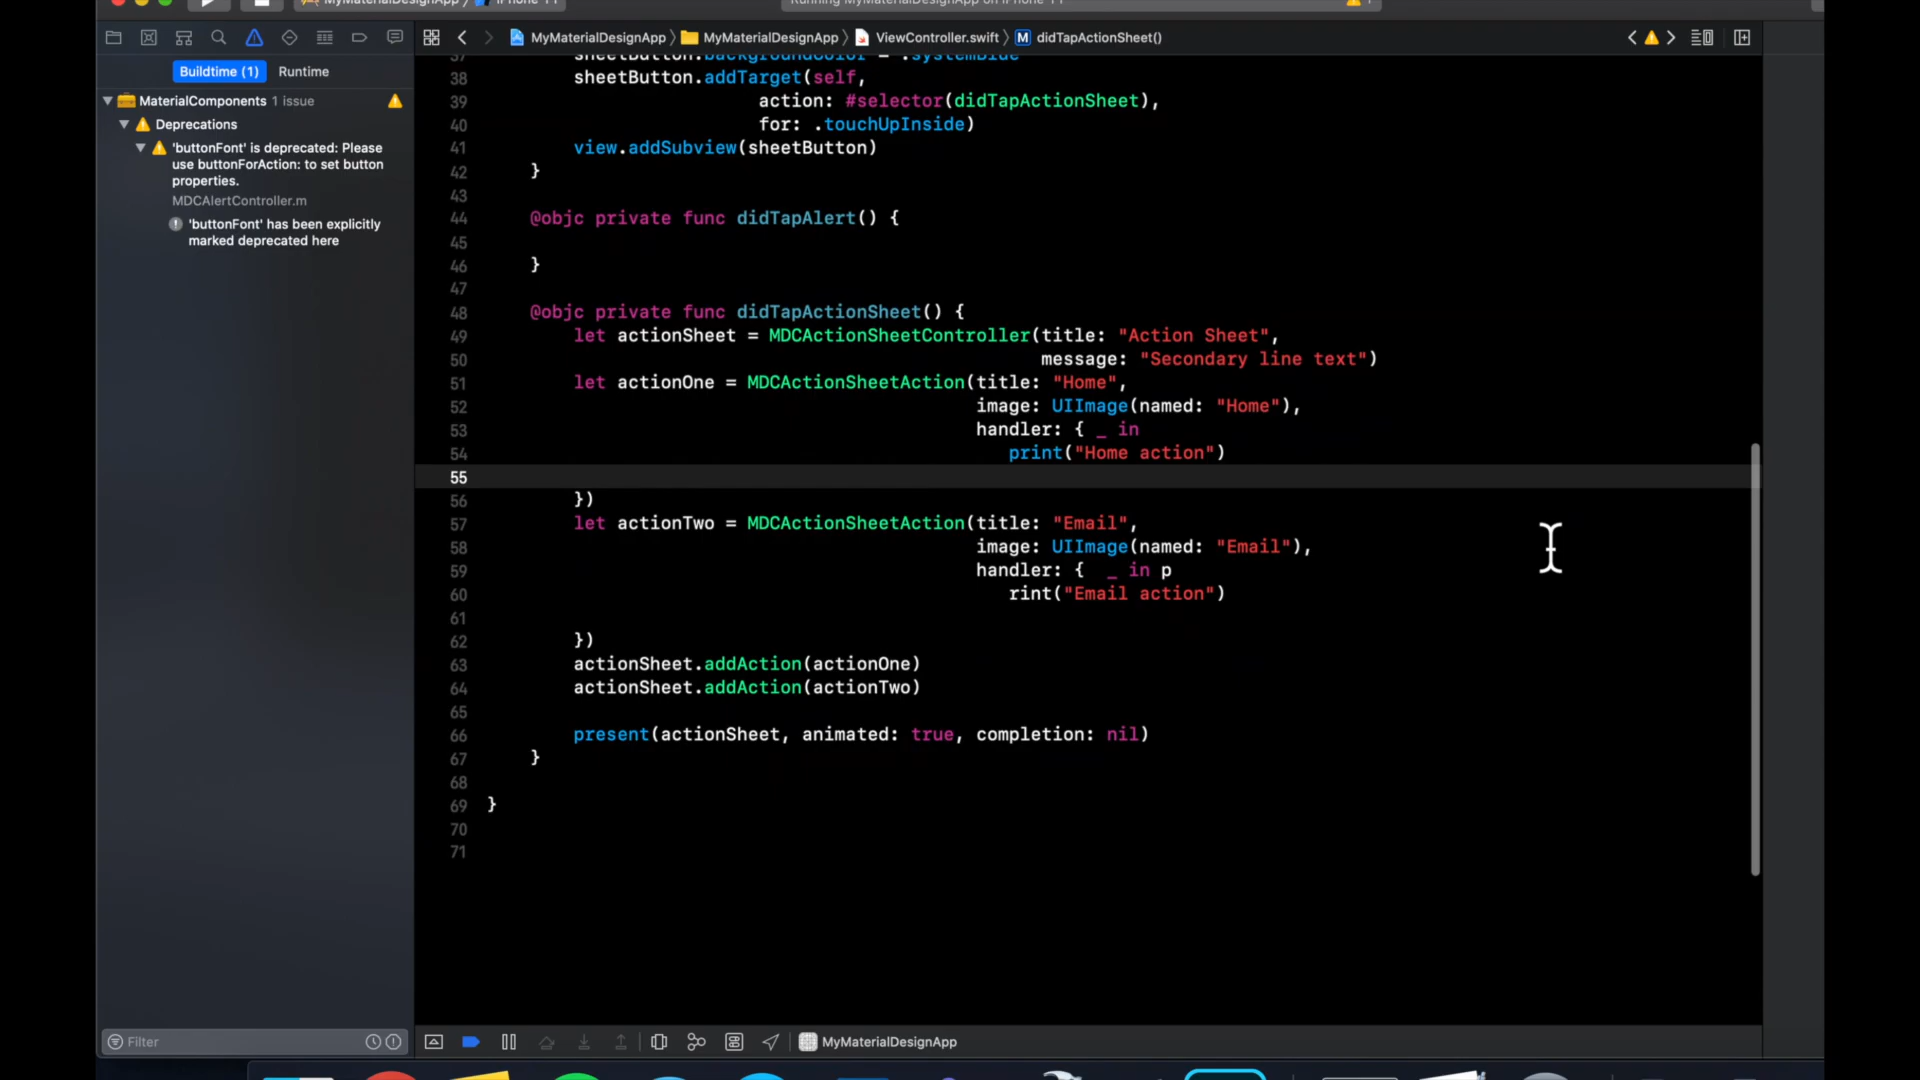 MyMaterialDesignApp
MyMaterialDesignApp > MyMaterialDesignApp > ViewController.swift > M didTapActionSheet()
Buildtime (1) Runtime
MaterialComponents 1 issue
Deprecations
'buttonFont' is deprecated: Please
use buttonForAction: to set button
properties.
MDCAlertController.m
'buttonFont' has been explicitly
marked deprecated here
Filter
37 sheetButton.backgroundColor = .systemBlue
38 sheetButton.addTarget(self,
39 action: #selector(didTapActionSheet),
40 for: .touchUpInside)
41 view.addSubview(sheetButton)
42 }
43
44 @objc private func didTapAlert() {
45
46 }
47
48 @objc private func didTapActionSheet() {
49 let actionSheet = MDCActionSheetController(title: "Action Sheet",
50 message: "Secondary line text")
51 let actionOne = MDCActionSheetAction(title: "Home",
52 image: UIImage(named: "Home"),
53 handler: { _ in
54 print("Home action")
55
56 })
57 let actionTwo = MDCActionSheetAction(title: "Email",
58 image: UIImage(named: "Email"),
59 handler: {  _ in p
60 rint("Email action")
61
62 })
63 actionSheet.addAction(actionOne)
64 actionSheet.addAction(actionTwo)
65
66 present(actionSheet, animated: true, completion: nil)
67 }
68
69 }
70
71
MyMaterialDesignApp